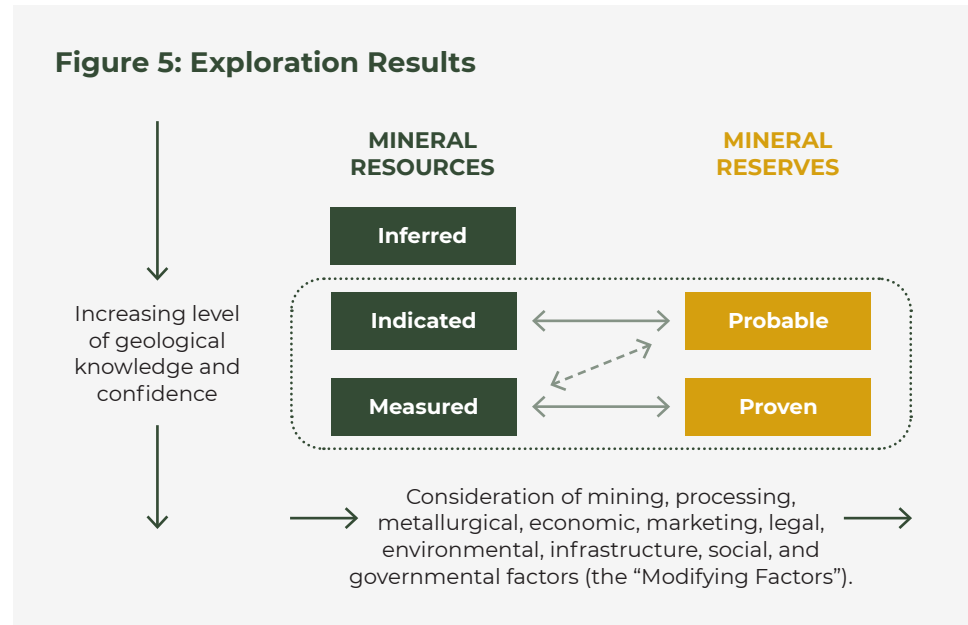 Figure 5: Exploration Results
MINERAL
RESOURCES
MINERAL
RESERVES
Inferred
Increasing level
of geological
knowledge and
confidence
Indicated
Probable
Measured
Proven
Consideration of mining, processing,
metallurgical, economic, marketing, legal,
environmental, infrastructure, social, and
governmental factors (the “Modifying Factors”).